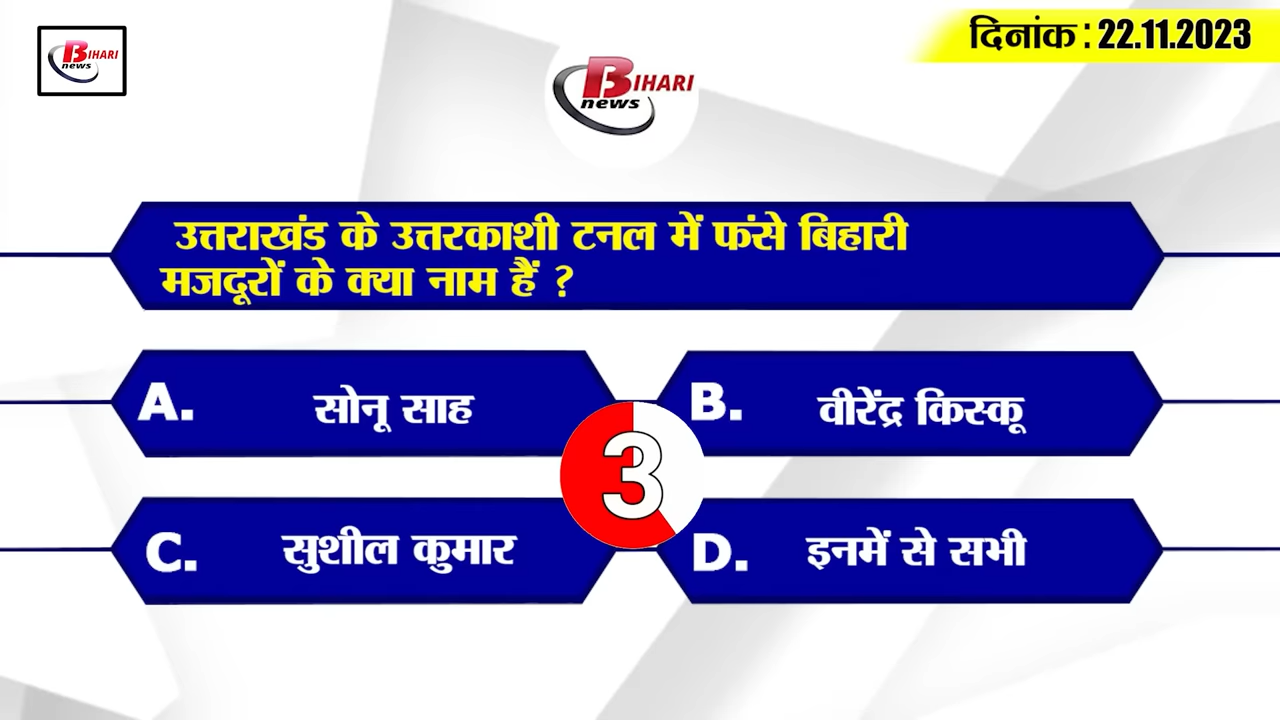 BIHARI
news
दिनांक : 22.11.2023
BIHARI
news
उत्तराखंड के उत्तरकाशी टनल में फंसे बिहारी
मजदूरों के क्या नाम हैं ?
A. सोनू साह
B. वीरेंद्र किस्कू
3
C. सुशील कुमार
D. इनमें से सभी